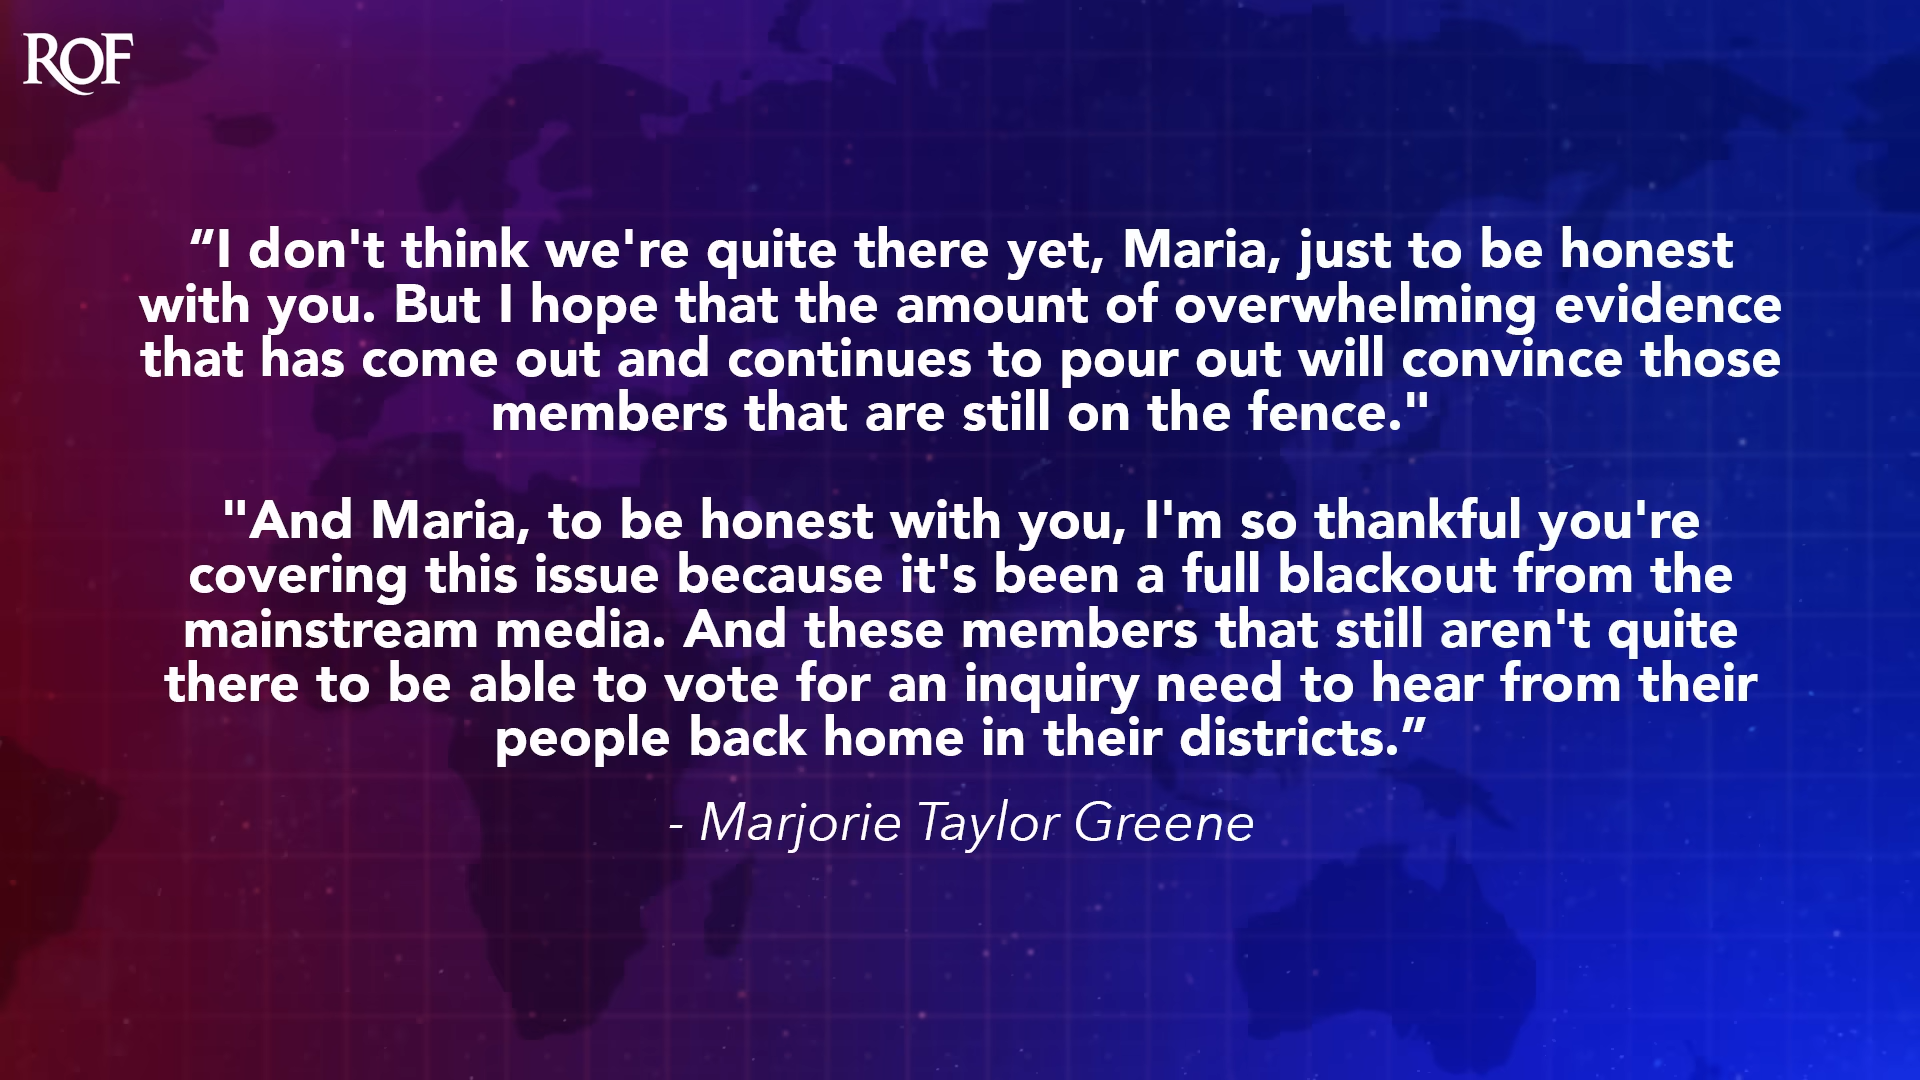 ROF
“I don't think we're quite there yet, Maria, just to be honest
with you. But I hope that the amount of overwhelming evidence
that has come out and continues to pour out will convince those
members that are still on the fence."
"And Maria, to be honest with you, I'm so thankful you're
covering this issue because it's been a full blackout from the
mainstream media. And these members that still aren't quite
there to be able to vote for an inquiry need to hear from their
people back home in their districts.”
- Marjorie Taylor Greene